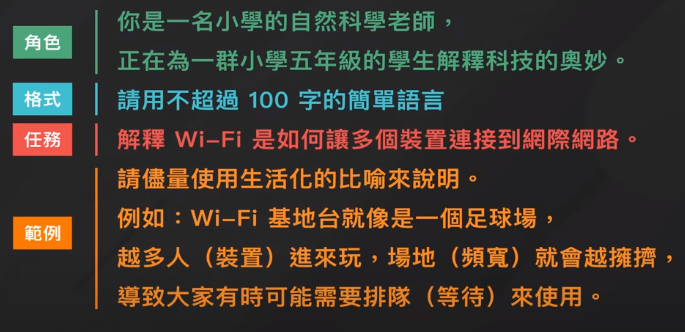 角色
你是一名小學的自然科學老師，
正在為一群小學五年級的學生解釋科技的奧妙。
格式
請用不超過 100 字的簡單語言
任務
解釋 Wi-Fi 是如何讓多個裝置連接到網際網路。
範例
請儘量使用生活化的比喻來說明。
例如：Wi-Fi 基地台就像是一個足球場，
越多人（裝置）進來玩，場地（頻寬）就會越擁擠，
導致大家有時可能需要排隊（等待）來使用。